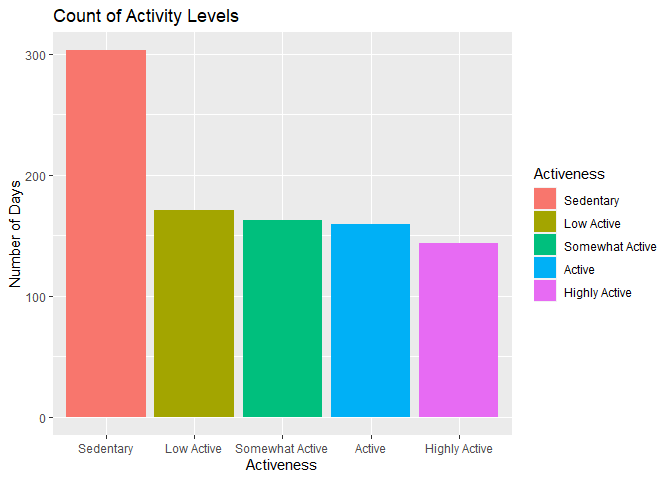 Count of Activity Levels
Number of Days
300
200
100
0
Sedentary Low Active Somewhat Active Active Highly Active
Activeness
Activeness
Sedentary
Low Active
Somewhat Active
Active
Highly Active